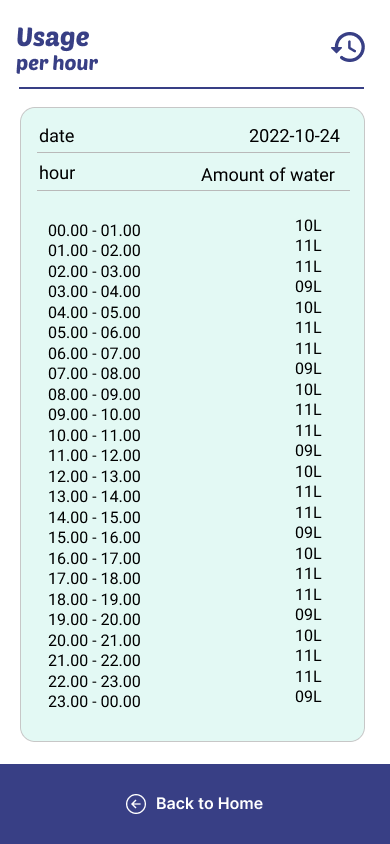 Usage
per hour
date 2022-10-24
hour Amount of water
00.00 - 01.00 10L
01.00 - 02.00 11L
02.00 - 03.00 11L
03.00 - 04.00 09L
04.00 - 05.00 10L
05.00 - 06.00 11L
06.00 - 07.00 11L
07.00 - 08.00 09L
08.00 - 09.00 10L
09.00 - 10.00 11L
10.00 - 11.00 11L
11.00 - 12.00 09L
12.00 - 13.00 10L
13.00 - 14.00 11L
14.00 - 15.00 11L
15.00 - 16.00 09L
16.00 - 17.00 10L
17.00 - 18.00 11L
18.00 - 19.00 11L
19.00 - 20.00 09L
20.00 - 21.00 10L
21.00 - 22.00 11L
22.00 - 23.00 11L
23.00 - 00.00 09L
Back to Home